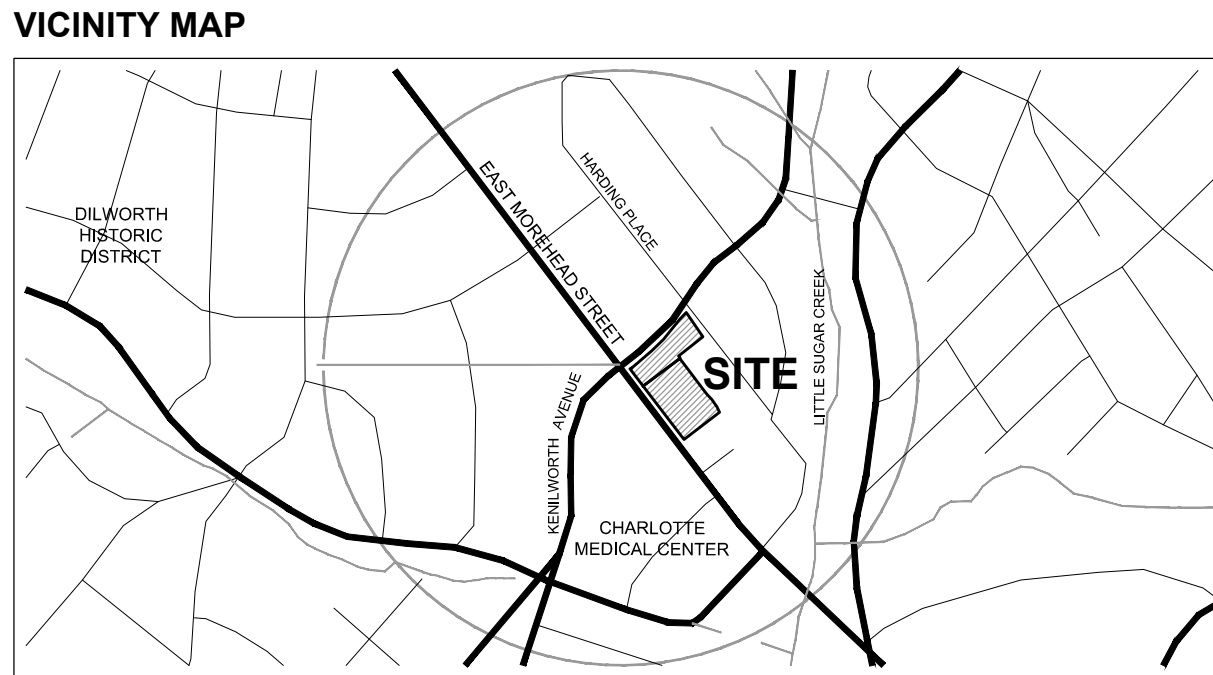 VICINITY MAP
EAST MOREHEAD STREET
HARDING PLACE
DILWORTH
HISTORIC
DISTRICT
LITTLE SUGAR CREEK
SITE
KENILWORTH AVENUE
CHARLOTTE
MEDICAL CENTER